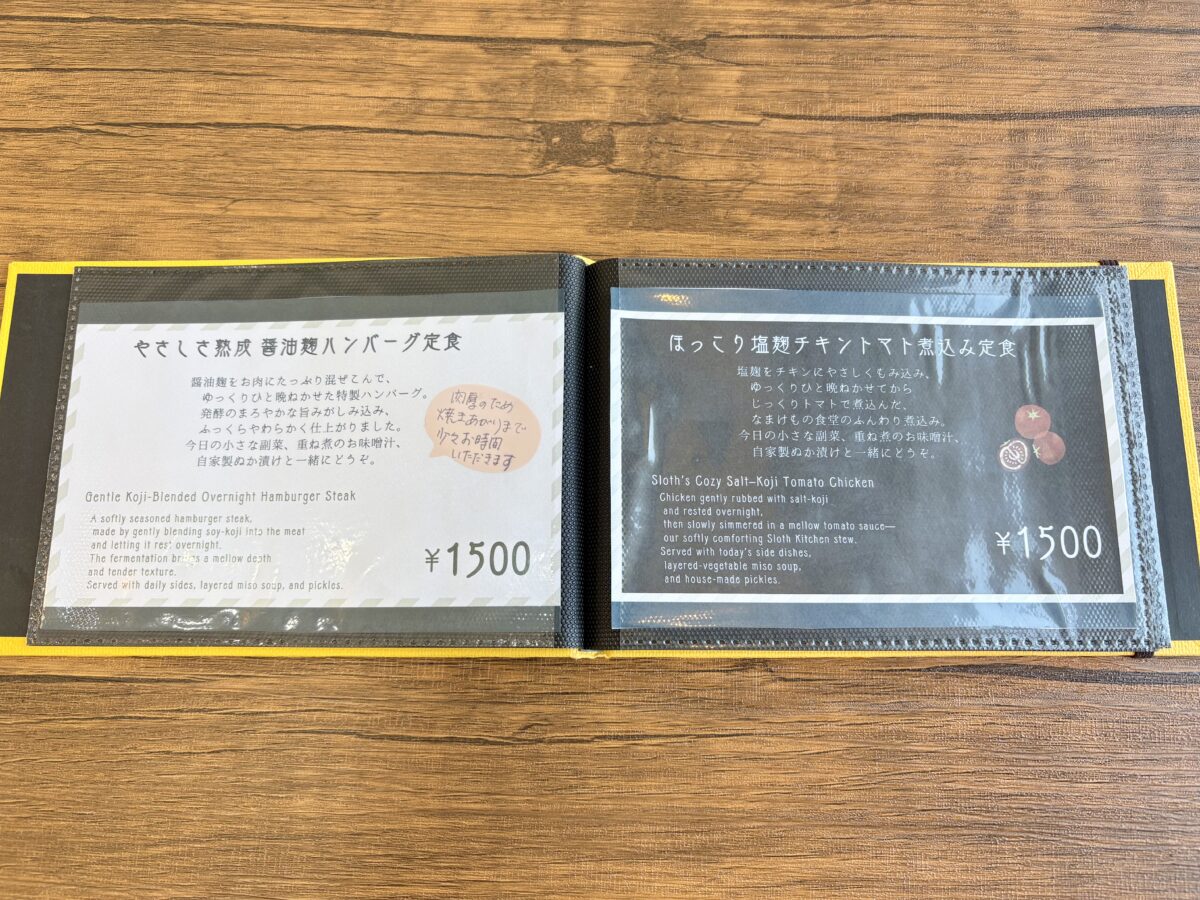 やさしさ熟成 醤油麹ハンバーグ定食
醤油麹をお肉にたっぷり混ぜこんで、
ゆっくりひと晩ねかせた特製ハンバーグ。
発酵のまろやかな旨みがしみ込み、
ふっくらやわらかく仕上がりました。
今日の小さな副菜、重ね煮のお味噌汁、
自家製ぬか漬けと一緒にどうぞ。
肉厚のため
焼きあがりまで
少々お時間
いただきます
Gentle Koji-Blended Overnight Hamburger Steak
A softly seasoned hamburger steak,
made by gently blending soy-koji into the meat
and letting it rest overnight.
The fermentation brings a mellow depth
and tender texture.
Served with daily sides, layered miso soup, and pickles.
¥1500
ほっこり塩麹チキントマト煮込み定食
塩麹をチキンにやさしくもみ込み、
ゆっくりひと晩ねかせてから
じっくりトマトで煮込んだ、
なまけもの食堂のふんわり煮込み。
今日の小さな副菜、重ね煮のお味噌汁、
自家製ぬか漬けと一緒にどうぞ。
Sloth's Cozy Salt-Koji Tomato Chicken
Chicken gently rubbed with salt-koji
and rested overnight,
then slowly simmered in a mellow tomato sauce—
our softly comforting Sloth Kitchen stew.
Served with today's side dishes,
layered-vegetable miso soup,
and house-made pickles.
¥1500